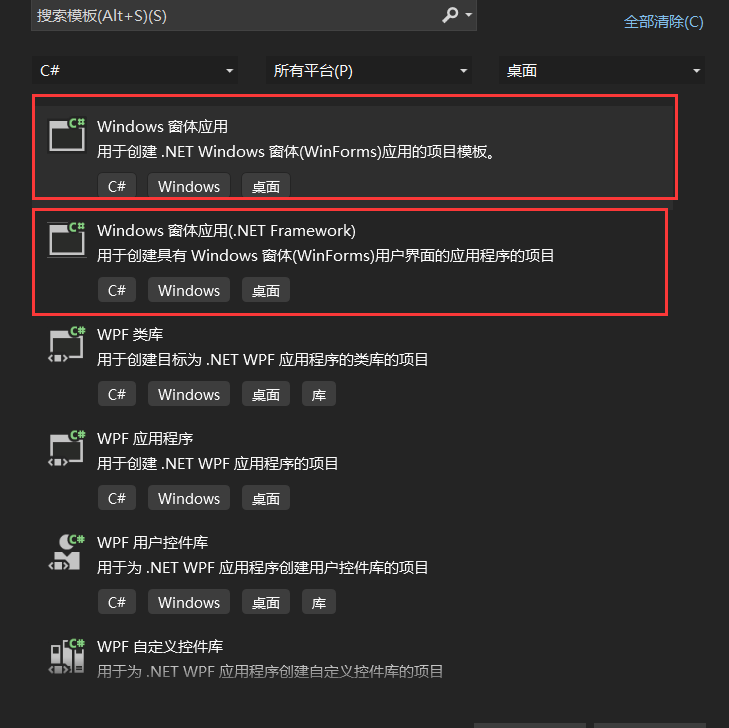 搜索模板(Alt+S)(S)
全部清除(C)
C# 所有平台(P) 桌面
C#
Windows 窗体应用
用于创建 .NET Windows 窗体(WinForms)应用的项目模板。
C# Windows 桌面
C#
Windows 窗体应用(.NET Framework)
用于创建具有 Windows 窗体(WinForms)用户界面的应用程序的项目
C# Windows 桌面
C#
WPF 类库
用于创建目标为 .NET WPF 应用程序的类库的项目
C# Windows 桌面 库
C#
WPF 应用程序
用于创建 .NET WPF 应用程序的项目
C# Windows 桌面
C#
WPF 用户控件库
用于为 .NET WPF 应用程序创建用户控件库的项目
C# Windows 桌面 库
C#
WPF 自定义控件库
用于为 .NET WPF 应用程序创建自定义控件库的项目